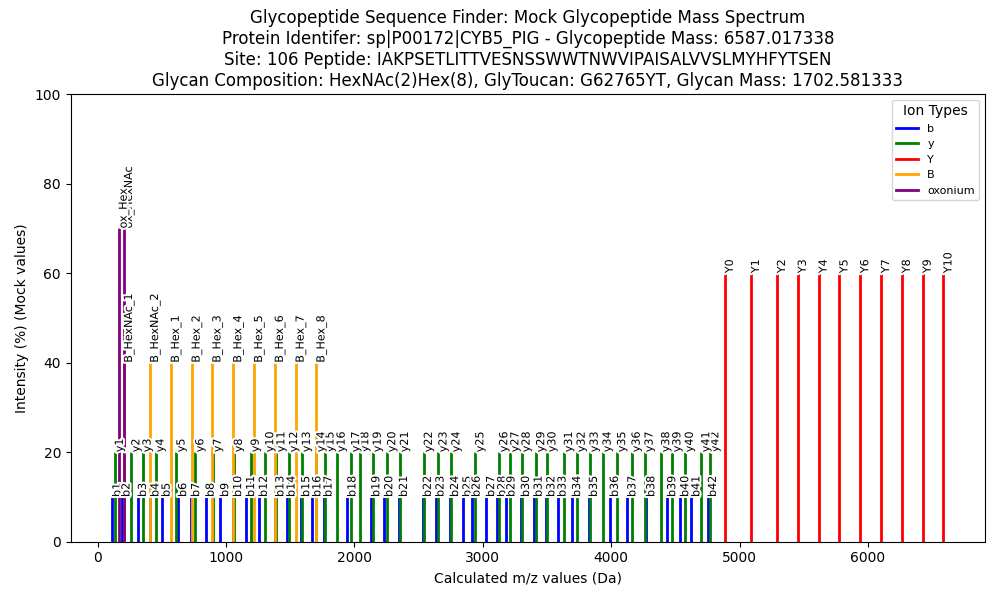 Glycopeptide Sequence Finder: Mock Glycopeptide Mass Spectrum
Protein Identifer: sp|P00172|CYB5_PIG - Glycopeptide Mass: 6587.017338
Site: 106 Peptide: IAKPSETLITTVESNSSWWTNWVIPAISALVVSLMYHFYTSEN
Glycan Composition: HexNAc(2)Hex(8), GlyToucan: G62765YT, Glycan Mass: 1702.581333
Intensity (%) (Mock values)
100
80
60
40
20
0
Ion Types
b
y
Y
B
oxonium
ox_Hex
ox_HexNAc
B_HexNAc_1
B_HexNAc_2
B_Hex_1
B_Hex_2
B_Hex_3
B_Hex_4
B_Hex_5
B_Hex_6
B_Hex_7
B_Hex_8
Y0
Y1
Y2
Y3
Y4
Y5
Y6
Y7
Y8
Y9
Y10
y1
y2
y3
y4
y5
y6
y7
y8
y9
y10
y11
y12
y13
y14
y15
y16
y17
y18
y19
y20
y21
y22
y23
y24
y25
y26
y27
y28
y29
y30
y31
y32
y33
y34
y35
y36
y37
y38
y39
y40
y41
y42
b1
b2
b3
b4
b5
b6
b7
b8
b9
b10
b11
b12
b13
b14
b15
b16
b17
b18
b19
b20
b21
b22
b23
b24
b25
b26
b27
b28
b29
b30
b31
b32
b33
b34
b35
b36
b37
b38
b39
b40
b41
b42
0
1000
2000
3000
4000
5000
6000
Calculated m/z values (Da)